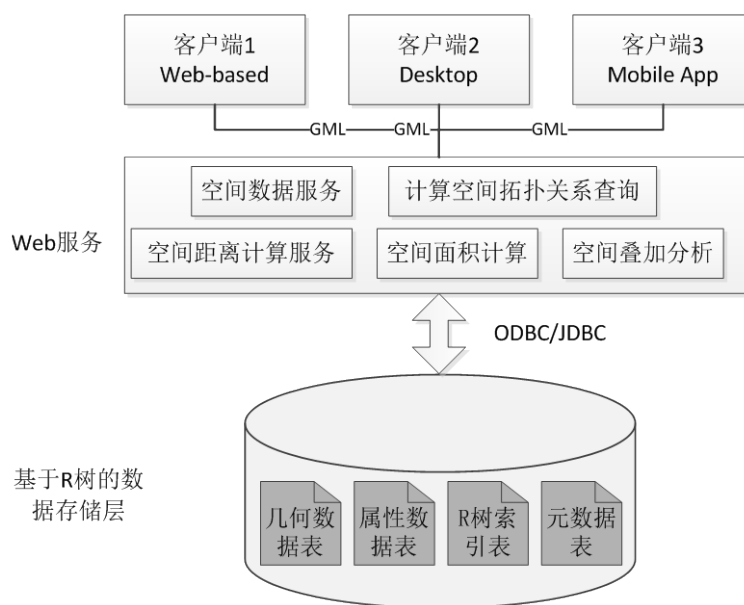 客户端1
Web-based
客户端2
Desktop
客户端3
Mobile App
GML
GML
GML
Web服务
空间数据服务
计算空间拓扑关系查询
空间距离计算服务
空间面积计算
空间叠加分析
ODBC/JDBC
基于R树的数
据存储层
几何数
据表
属性数
据表
R树索
引表
元数据
表